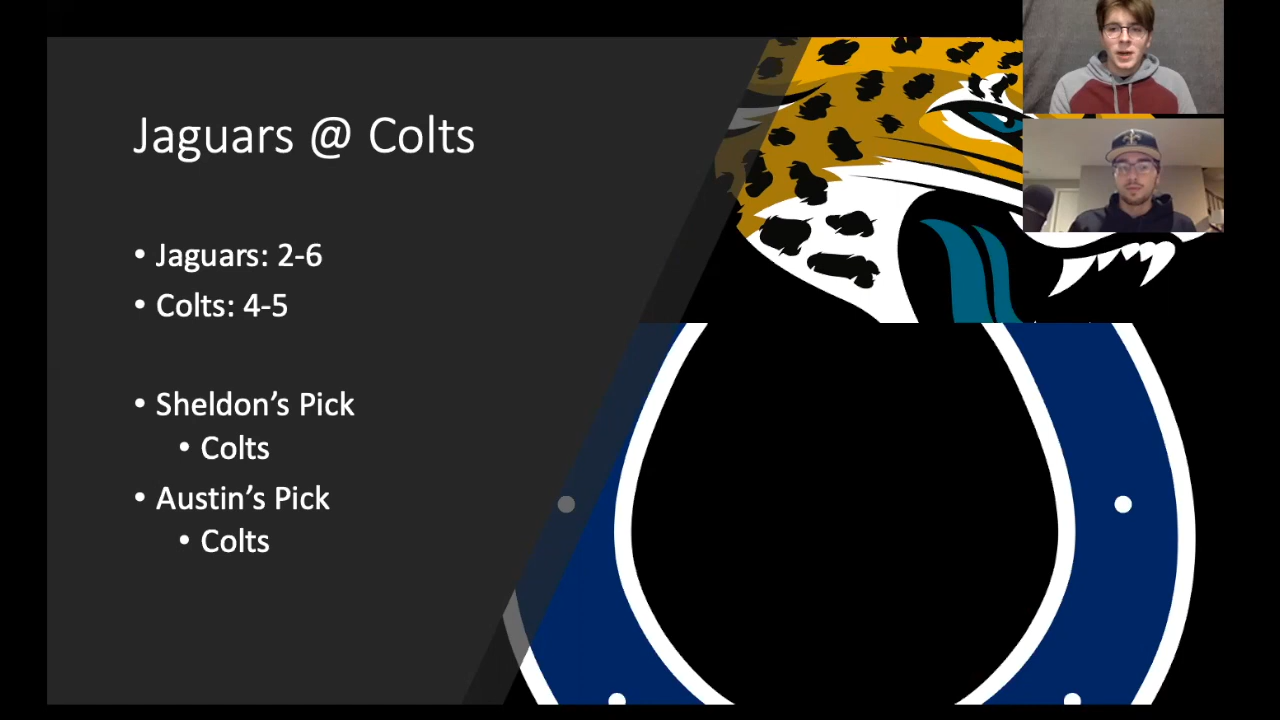 Jaguars @ Colts
• Jaguars: 2-6
• Colts: 4-5
• Sheldon’s Pick
• Colts
• Austin’s Pick
• Colts